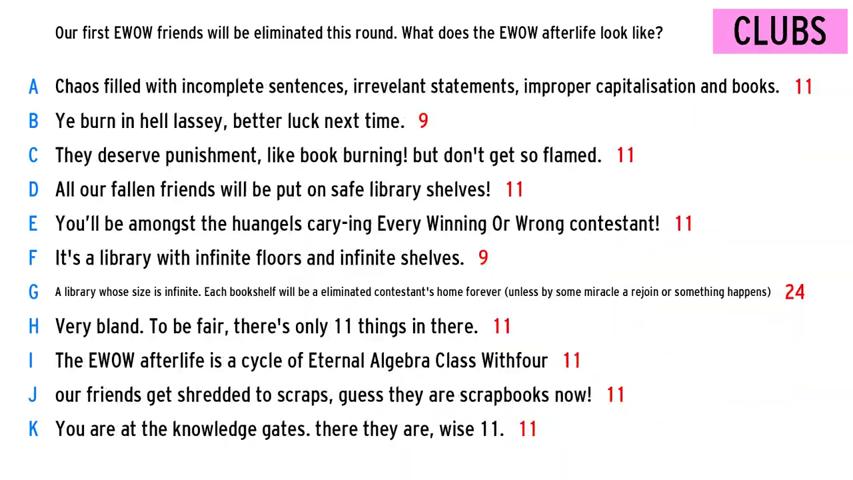 Our first EWOW friends will be eliminated this round. What does the EWOW afterlife look like?
CLUBS
A Chaos filled with incomplete sentences, irrevelant statements, improper capitalisation and books. 11
B Ye burn in hell lassey, better luck next time. 9
C They deserve punishment, like book burning! but don't get so flamed. 11
D All our fallen friends will be put on safe library shelves! 11
E You'll be amongst the huangels cary-ing Every Winning Or Wrong contestant! 11
F It's a library with infinite floors and infinite shelves. 9
G A library whose size is infinite. Each bookshelf will be a eliminated contestant's home forever (unless by some miracle a rejoin or something happens) 24
H Very bland. To be fair, there's only 11 things in there. 11
I The EWOW afterlife is a cycle of Eternal Algebra Class Withfour 11
J our friends get shredded to scraps, guess they are scrapbooks now! 11
K You are at the knowledge gates. there they are, wise 11. 11